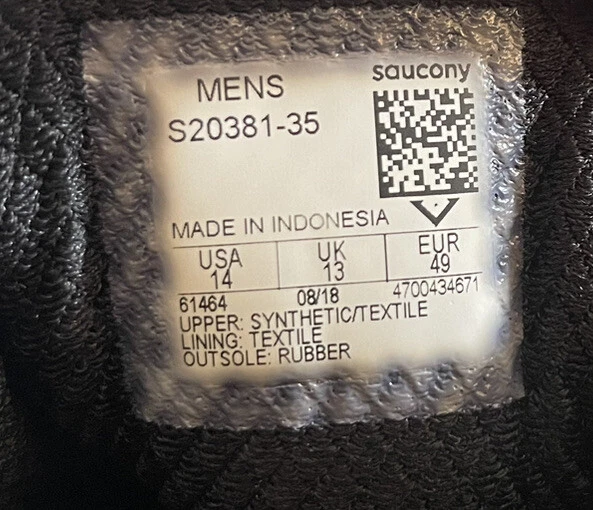 MENS
saucony
S20381-35
MADE IN INDONESIA
USA UK EUR
14 13 49
61464 08/18 4700434671
UPPER: SYNTHETIC/TEXTILE
LINING: TEXTILE
OUTSOLE: RUBBER